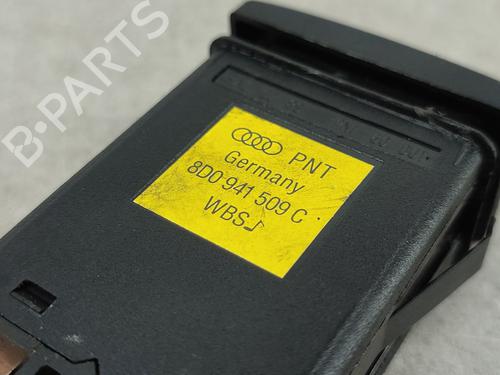 B-PARTS
PNT
Germany
8D0 941 509 C
WBS